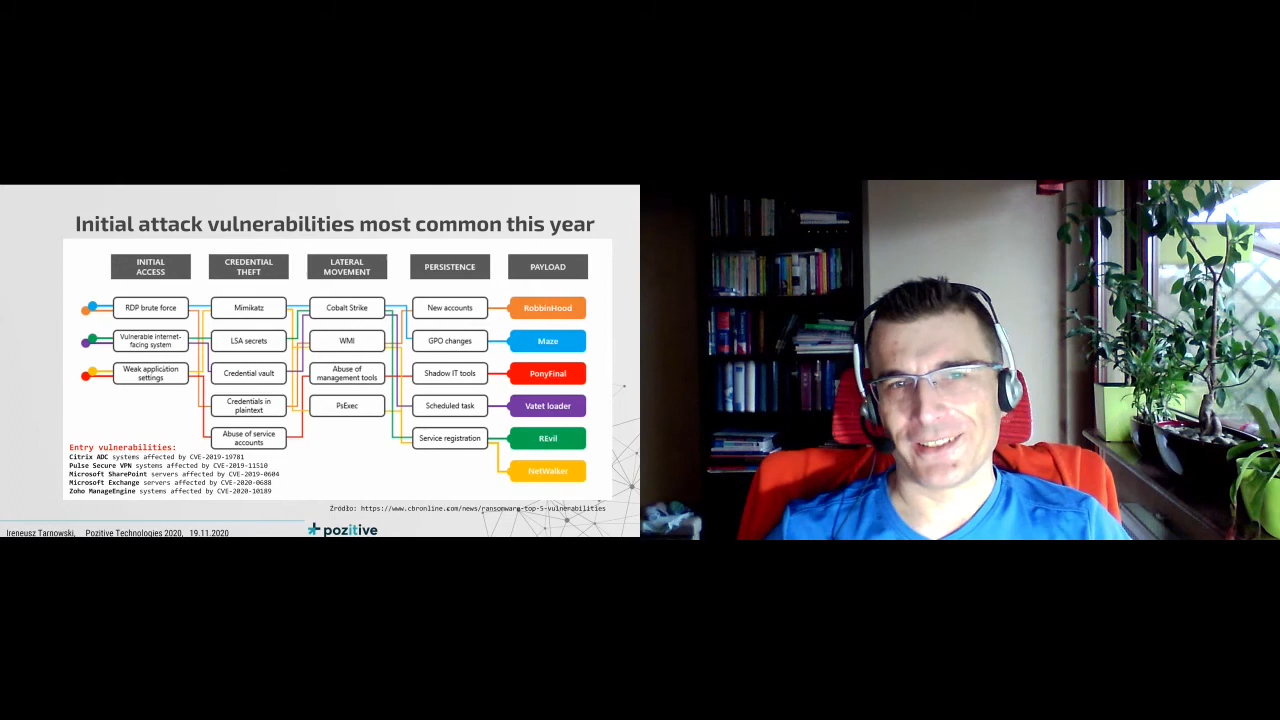 Initial attack vulnerabilities most common this year
INITIAL
ACCESS
CREDENTIAL
THEFT
LATERAL
MOVEMENT
PERSISTENCE
PAYLOAD
RDP brute force
Mimikatz
Cobalt Strike
New accounts
RobbinHood
Vulnerable internet-
facing system
LSA secrets
WMI
GPO changes
Maze
Weak application
settings
Credential vault
Abuse of
management tools
Shadow IT tools
PonyFinal
Credentials in
plaintext
PsExec
Scheduled task
Vatet loader
Abuse of service
accounts
Service registration
REvil
NetWalker
Entry vulnerabilities:
Citrix ADC systems affected by CVE-2019-19781
Pulse Secure VPN systems affected by CVE-2019-11510
Microsoft SharePoint servers affected by CVE-2019-0604
Microsoft Exchange servers affected by CVE-2020-0688
Zoho ManageEngine systems affected by CVE-2020-10189
Źródło: https://www.cbronline.com/news/ransomware-top-5-vulnerabilities
Ireneusz Tarnowski, Pozitive Technologies 2020, 19.11.2020
pozitive